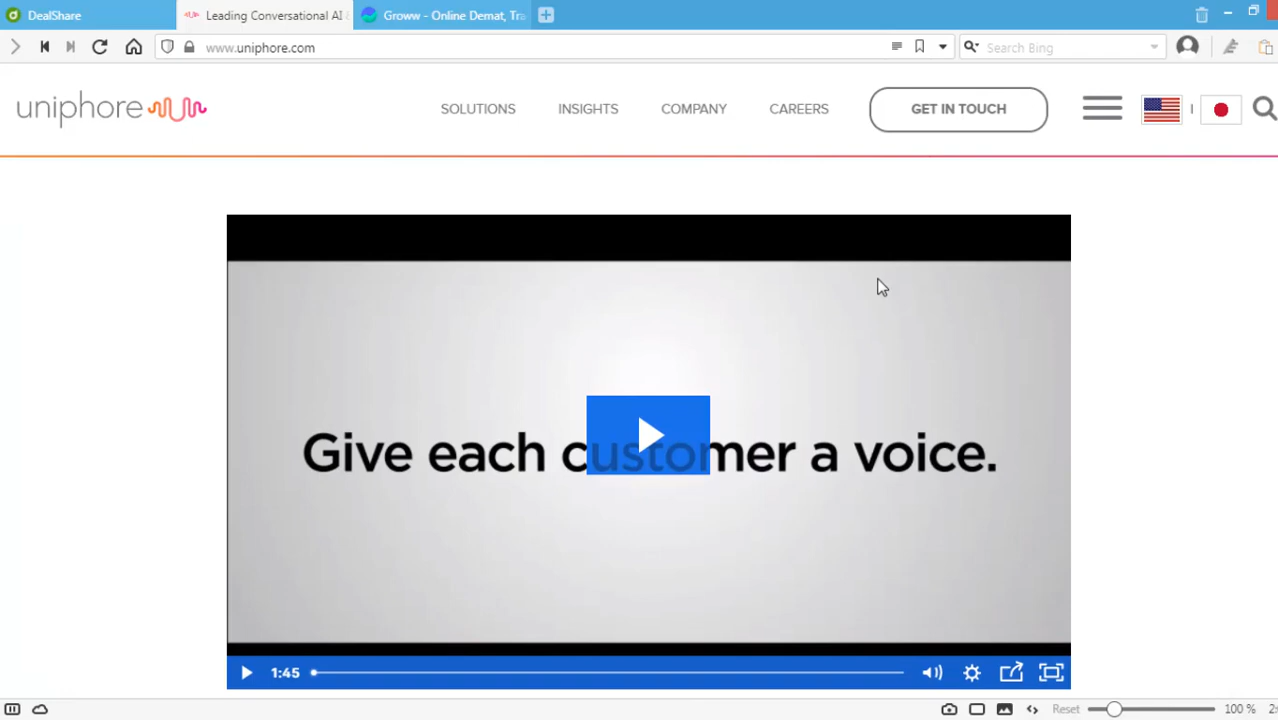 DealShare
Leading Conversational AI
Groww - Online Demat, Tra
www.uniphore.com
Search Bing
uniphore
SOLUTIONS
INSIGHTS
COMPANY
CAREERS
GET IN TOUCH
Give each customer a voice.
1:45
Reset
100 %